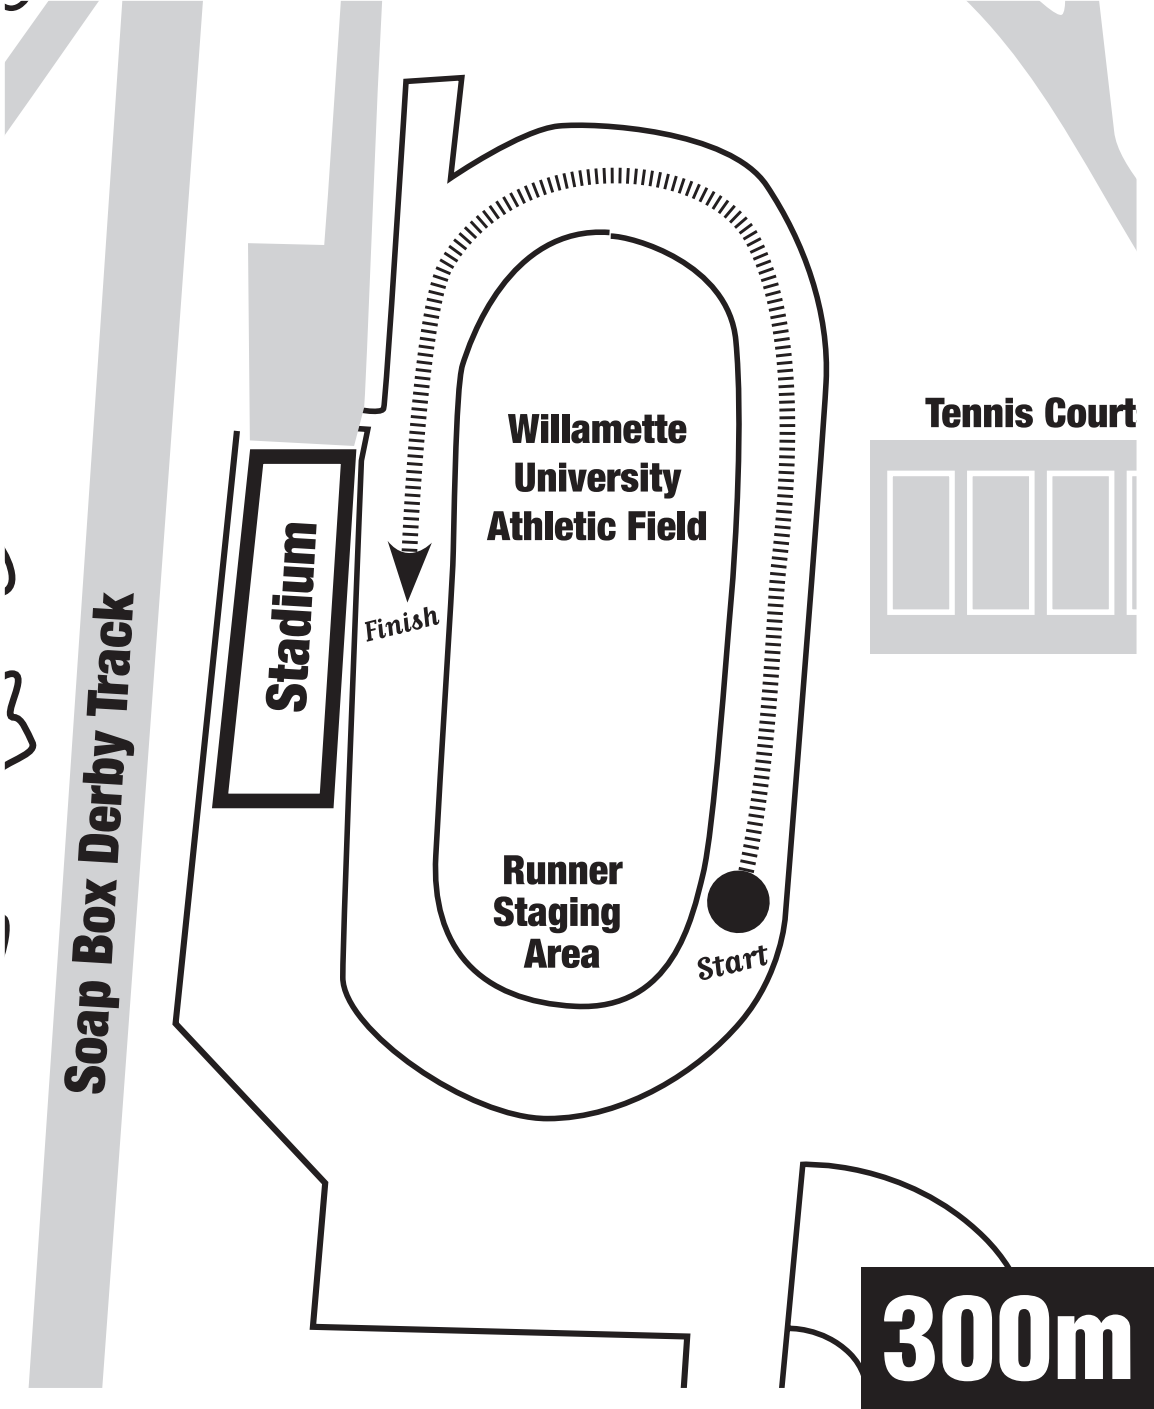 Tennis Court
Willamette
University
Athletic Field
Stadium
Finish
Soap Box Derby Track
Runner
Staging
Area
Start
300m